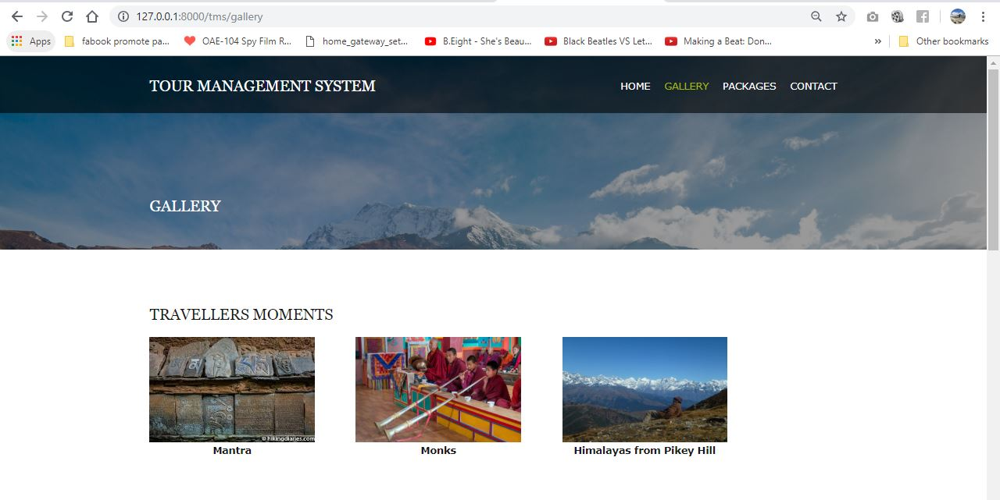 127.0.0.1:8000/tms/gallery
Apps fabook promote pa... OAE-104 Spy Film R... home_gateway_set... B.Eight - She's Beau... Black Beatles VS Let... Making a Beat: Don... » Other bookmarks
TOUR MANAGEMENT SYSTEM HOME GALLERY PACKAGES CONTACT
GALLERY
TRAVELLERS MOMENTS
© hikingdiaries.com
Mantra Monks Himalayas from Pikey Hill